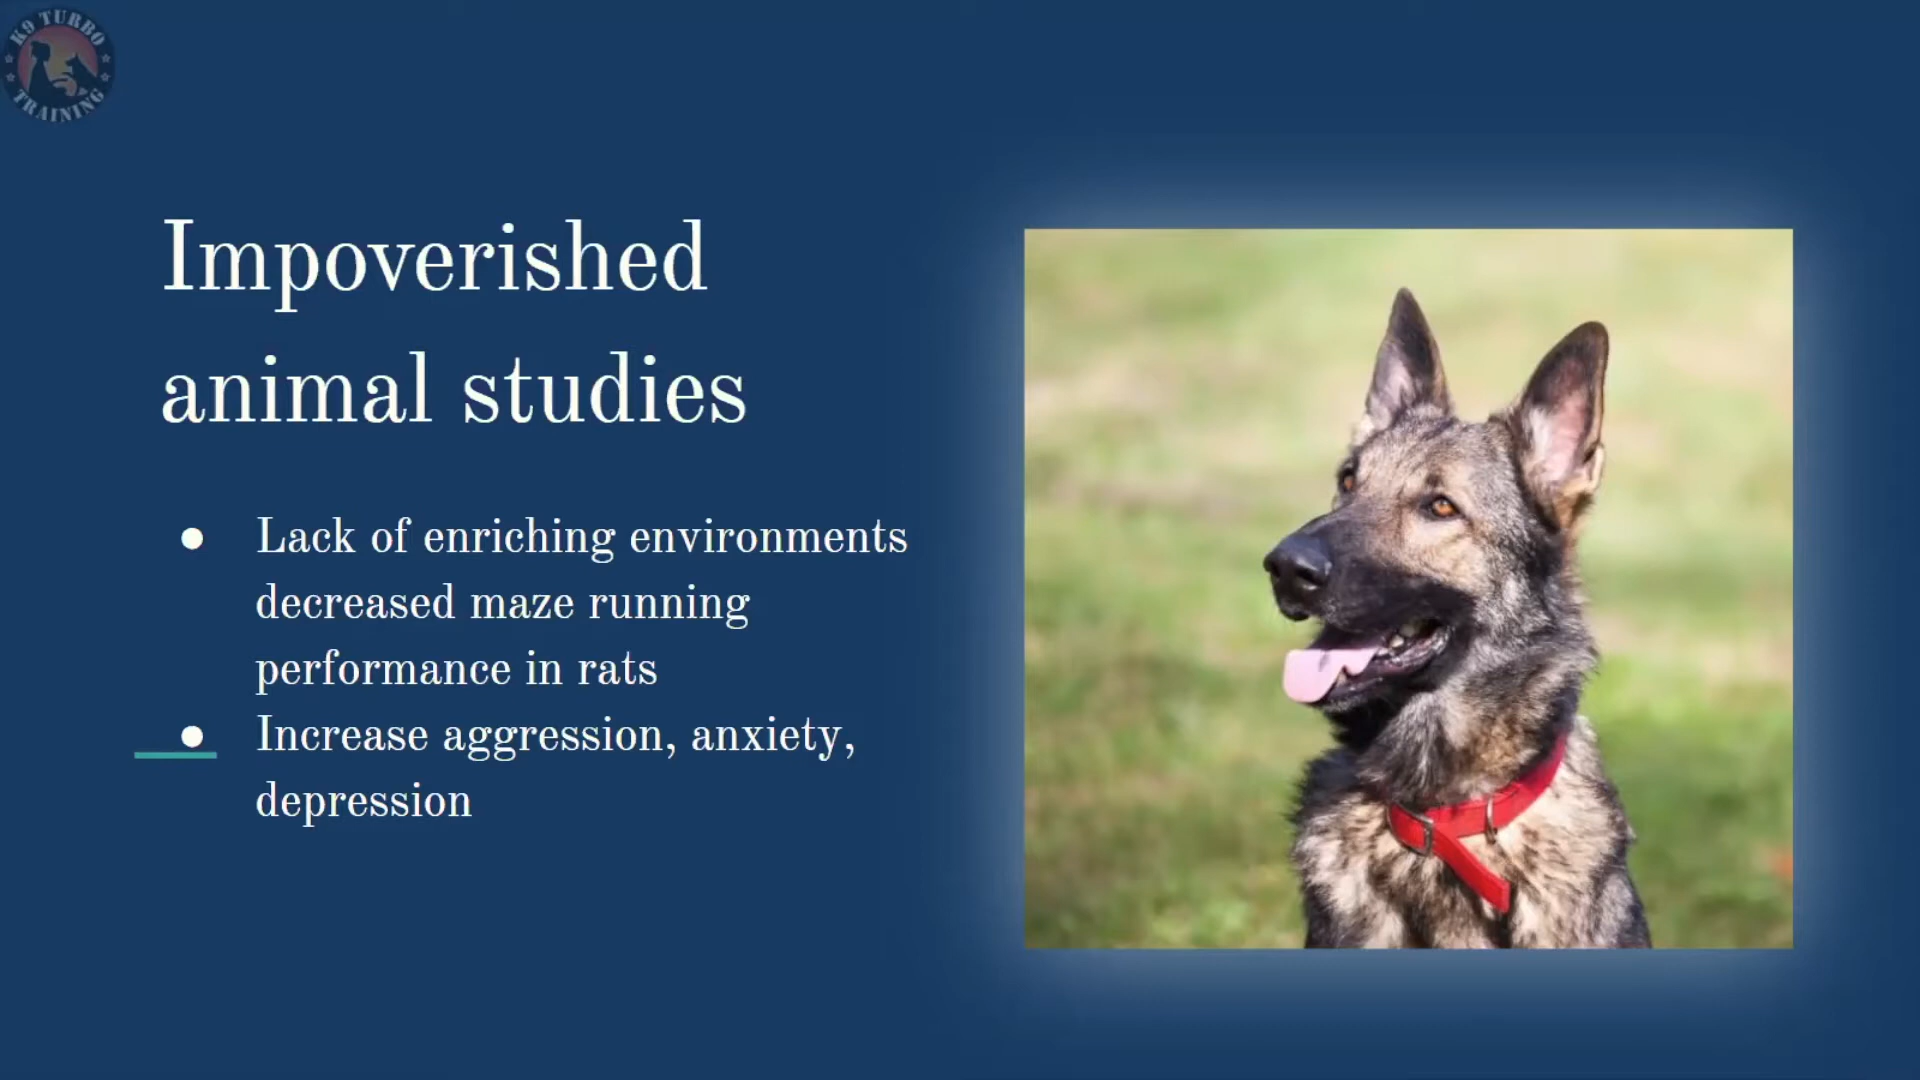 K9 TURBO
TRAINING
Impoverished
animal studies
● Lack of enriching environments
decreased maze running
performance in rats
● Increase aggression, anxiety,
depression